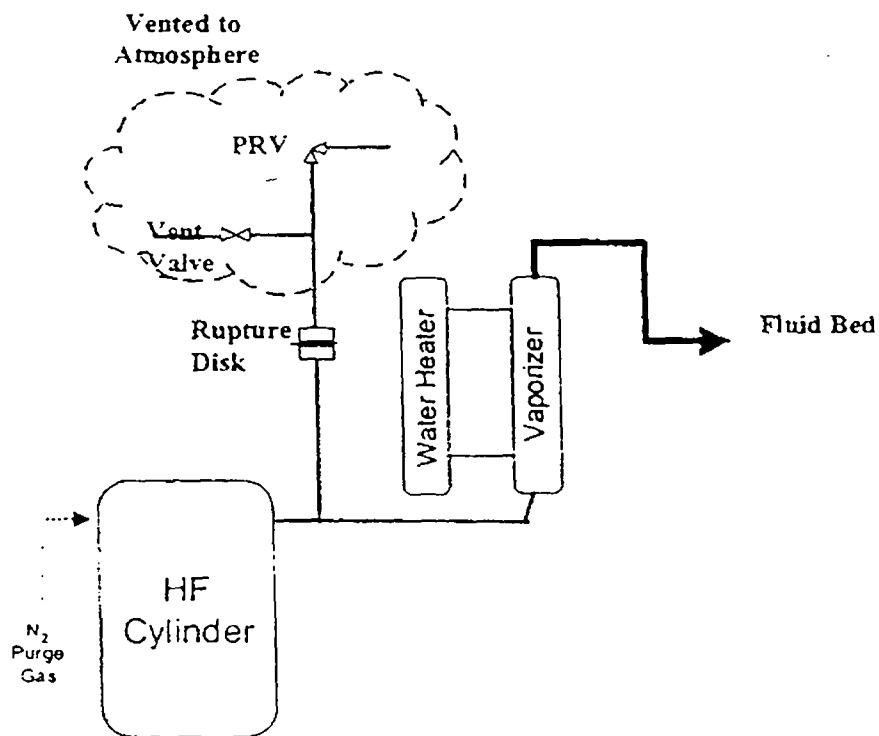 Vented to
Atmosphere
PRV
Vent
Valve
Rupture
Disk
Water Heater
Vaporizer
Fluid Bed
HF
Cylinder
N₂
Purge
Gas